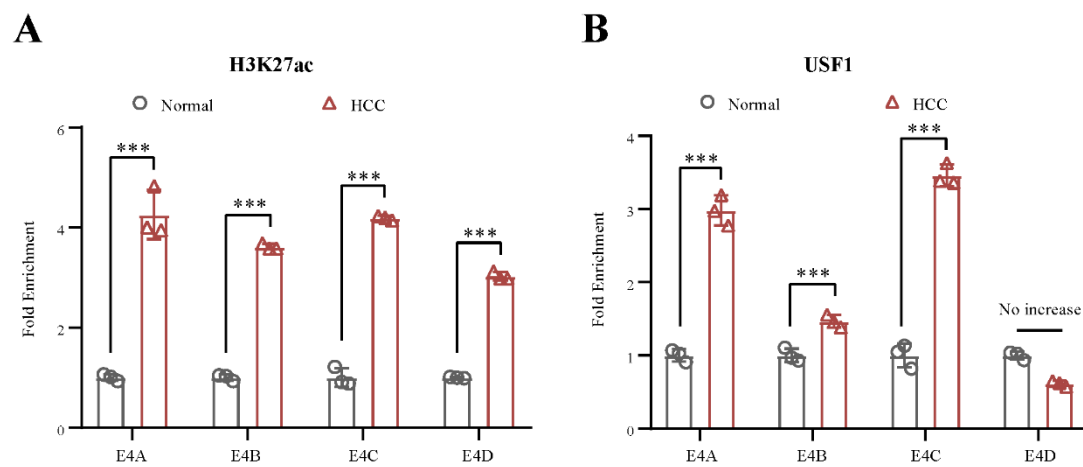 A
H3K27ac
Normal
HCC
Fold Enrichment
6
4
2
0
***
***
***
***
E4A
E4B
E4C
E4D
B
USF1
Normal
HCC
Fold Enrichment
4
3
2
1
0
***
***
***
No increase
E4A
E4B
E4C
E4D